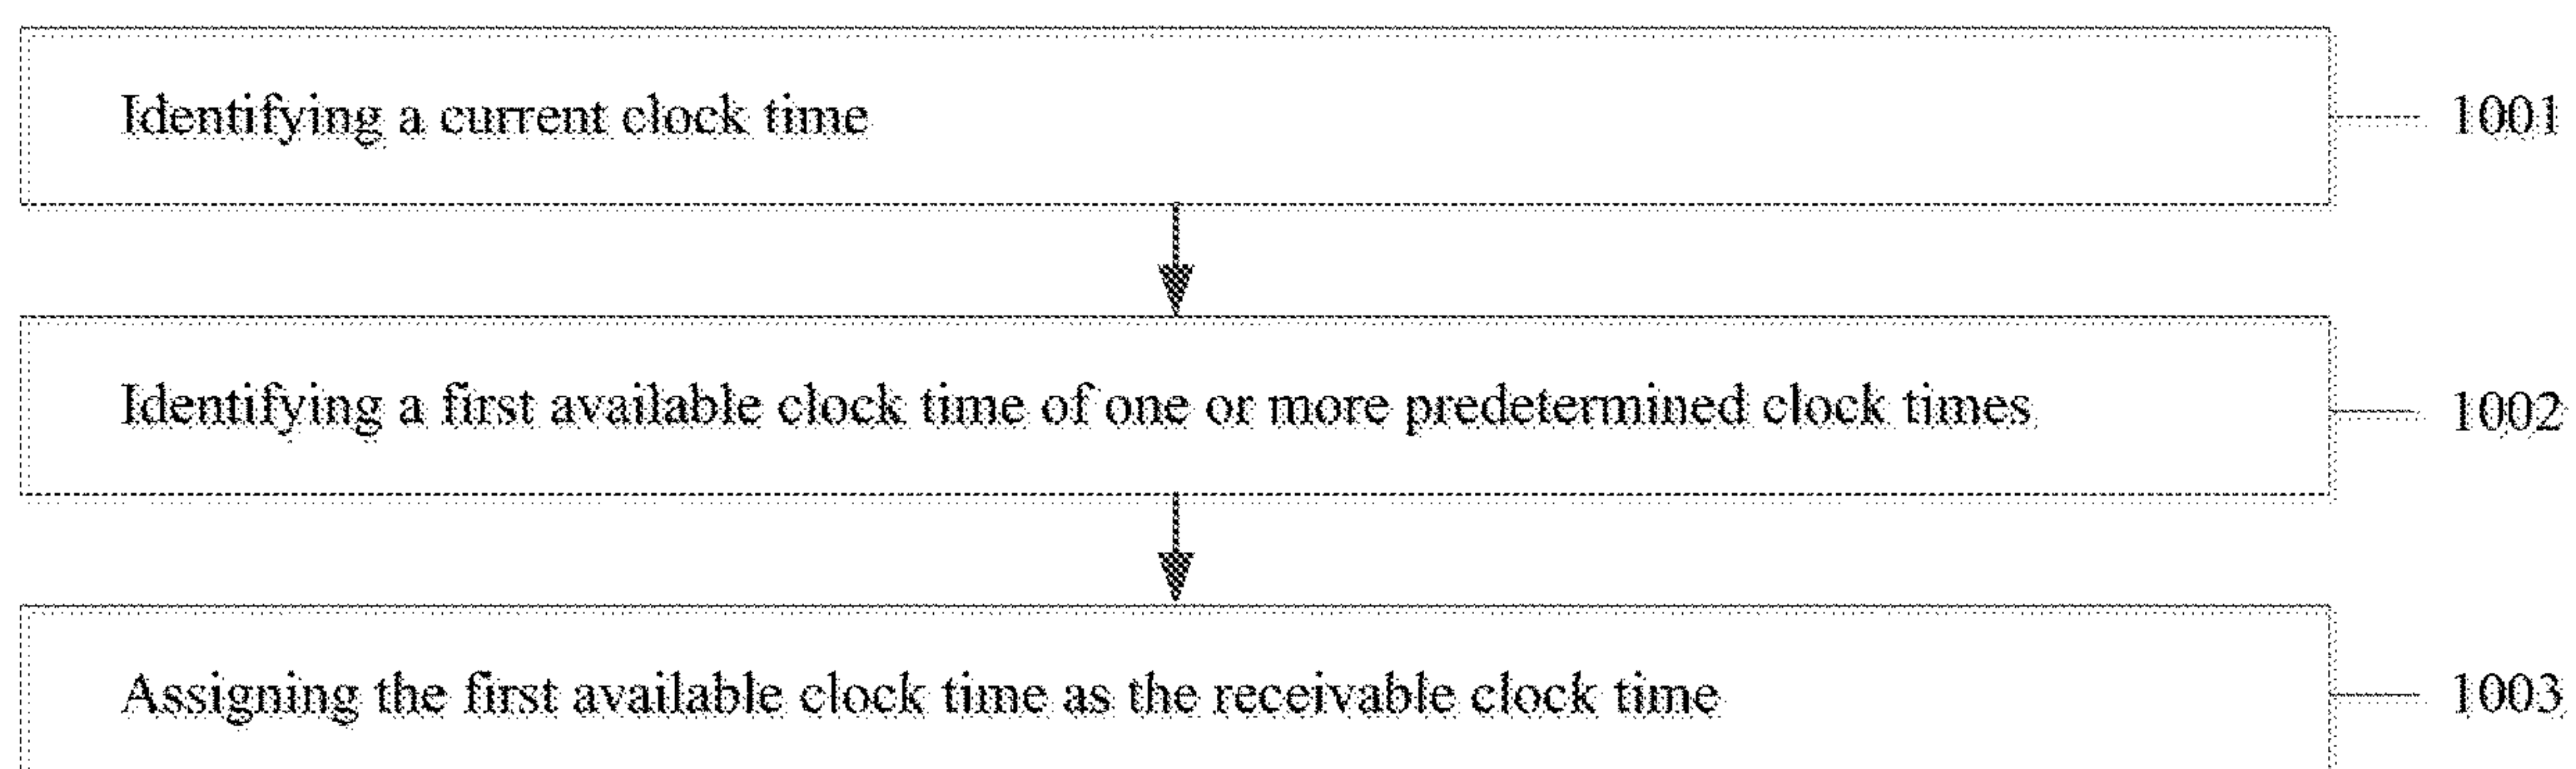 Identifying a current clock time 1001
Identifying a first available clock time of one or more predetermined clock times 1002
Assigning the first available clock time as the receivable clock time 1003